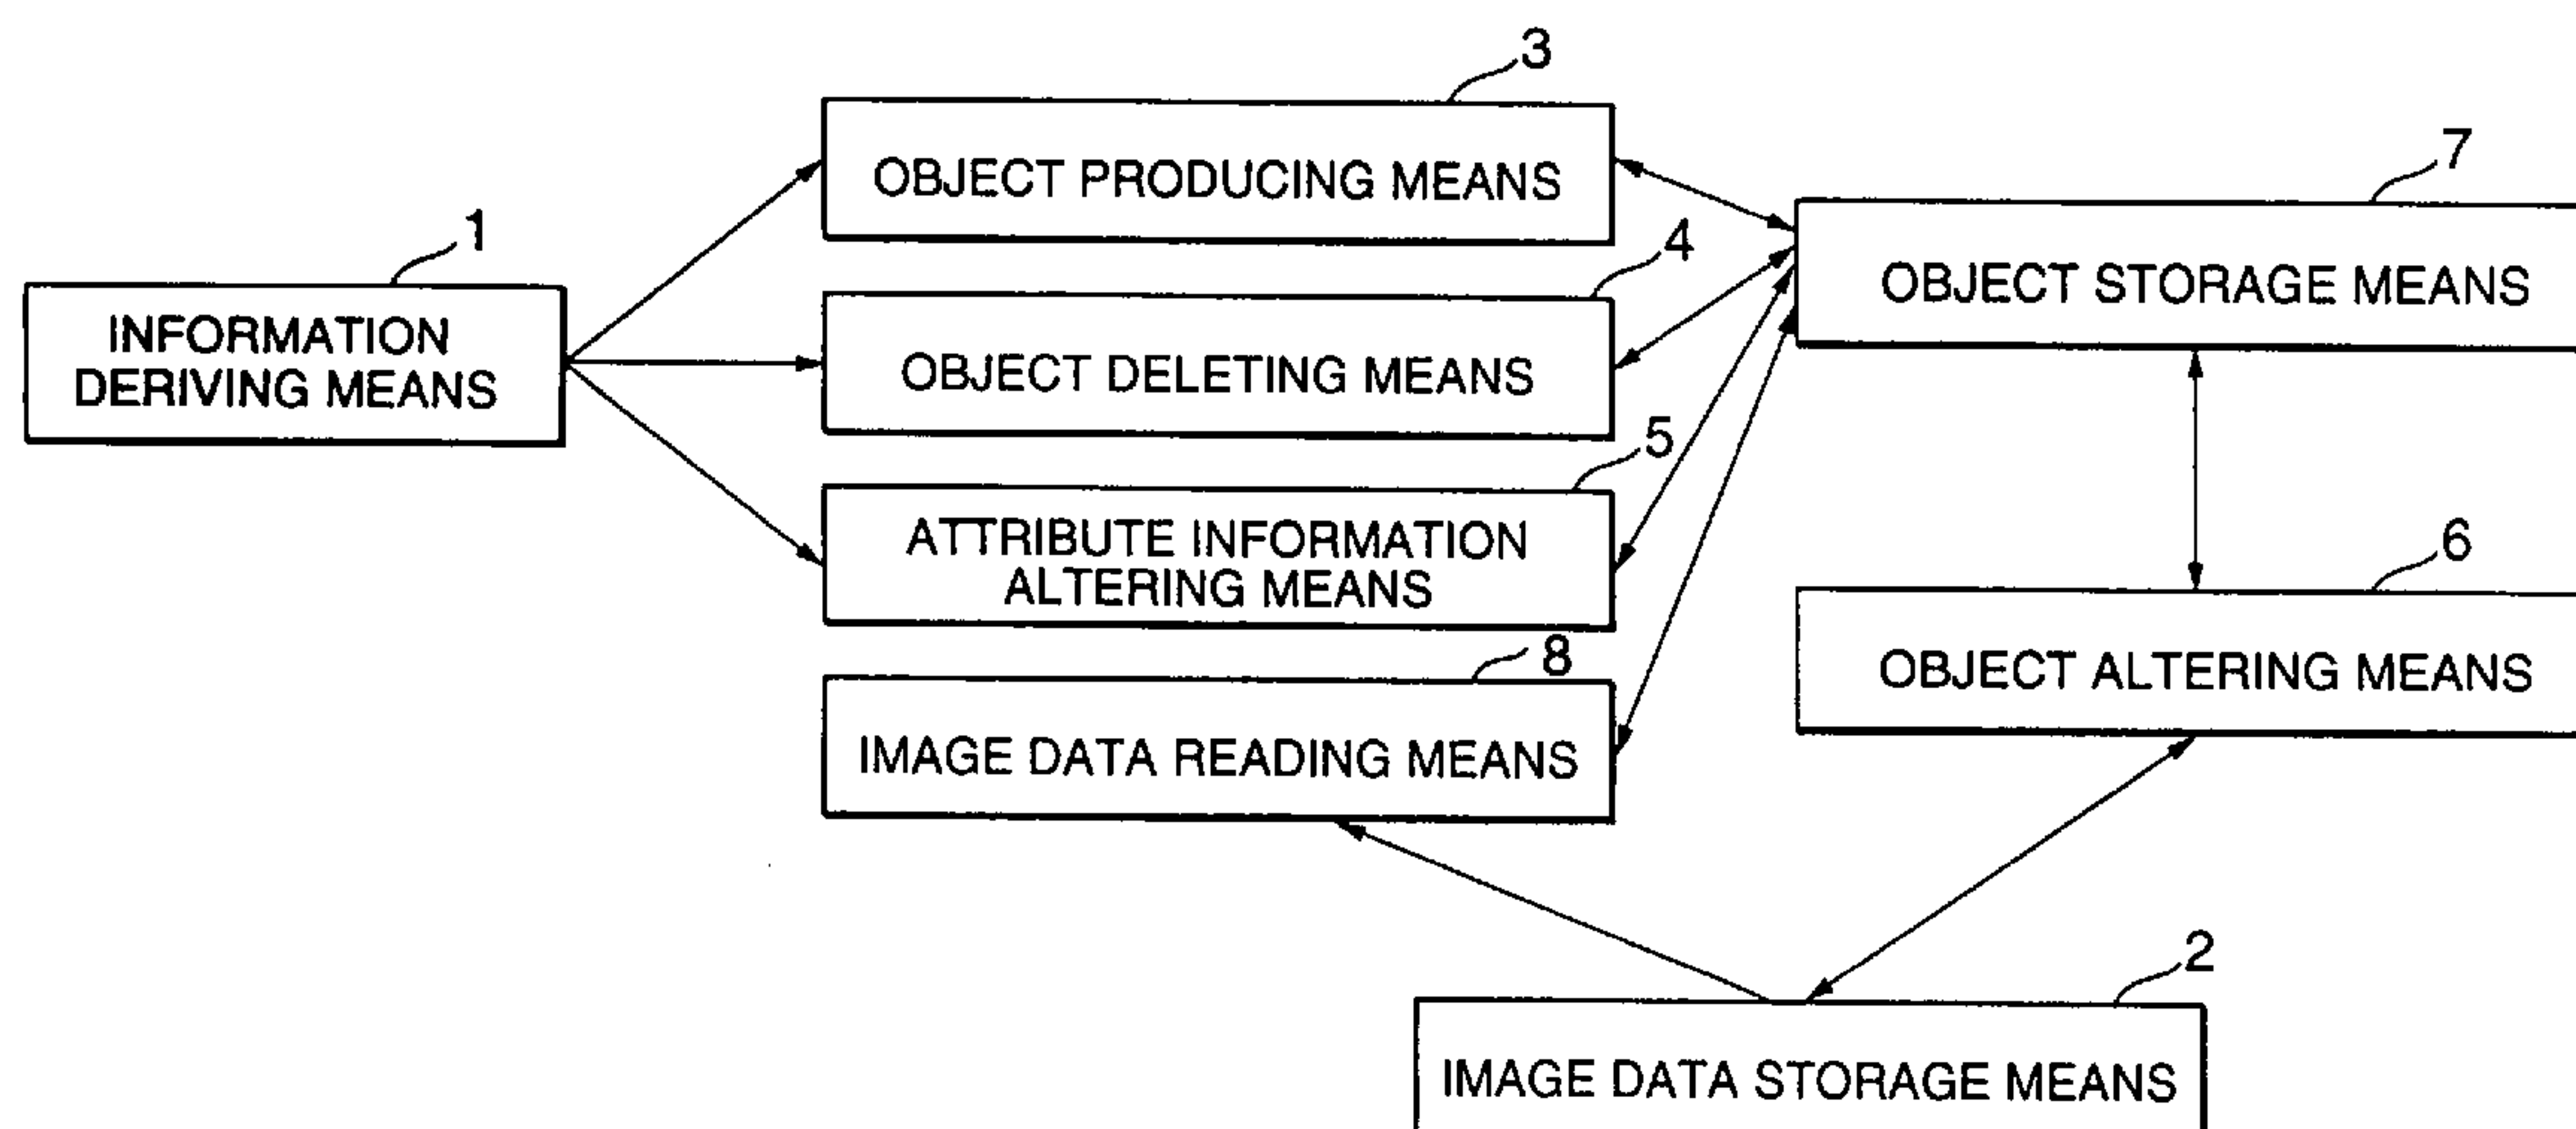 3
OBJECT PRODUCING MEANS
7
OBJECT STORAGE MEANS
1
INFORMATION
DERIVING MEANS
4
OBJECT DELETING MEANS
5
ATTRIBUTE INFORMATION
ALTERING MEANS
6
OBJECT ALTERING MEANS
8
IMAGE DATA READING MEANS
2
IMAGE DATA STORAGE MEANS